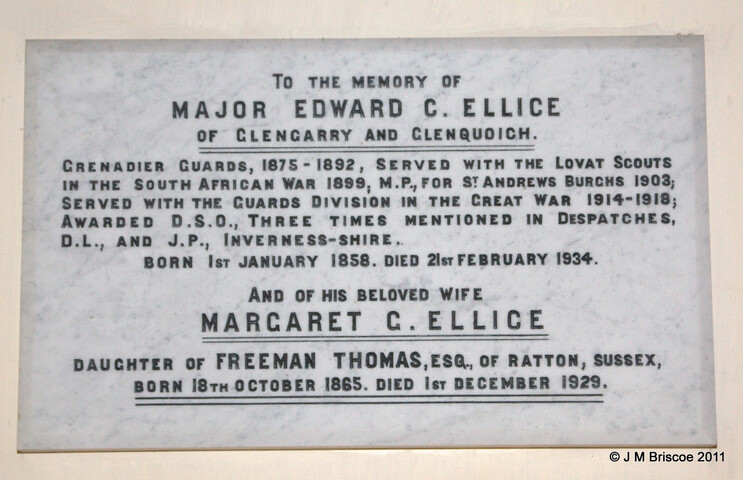 TO THE MEMORY OF
MAJOR EDWARD C. ELLICE
OF GLENGARRY AND GLENQUOICH.
GRENADIER GUARDS, 1875-1892, SERVED WITH THE LOVAT SCOUTS
IN THE SOUTH AFRICAN WAR 1899, M.P., FOR ST ANDREWS BURGHS 1903;
SERVED WITH THE GUARDS DIVISION IN THE GREAT WAR 1914-1918;
AWARDED D.S.O., THREE TIMES MENTIONED IN DESPATCHES,
D.L., AND J.P., INVERNESS-SHIRE.
BORN 1ST JANUARY 1858. DIED 21ST FEBRUARY 1934.
AND OF HIS BELOVED WIFE
MARGARET G. ELLICE
DAUGHTER OF FREEMAN THOMAS, ESQ., OF RATTON, SUSSEX,
BORN 18TH OCTOBER 1865. DIED 1ST DECEMBER 1929.
© J M Briscoe 2011